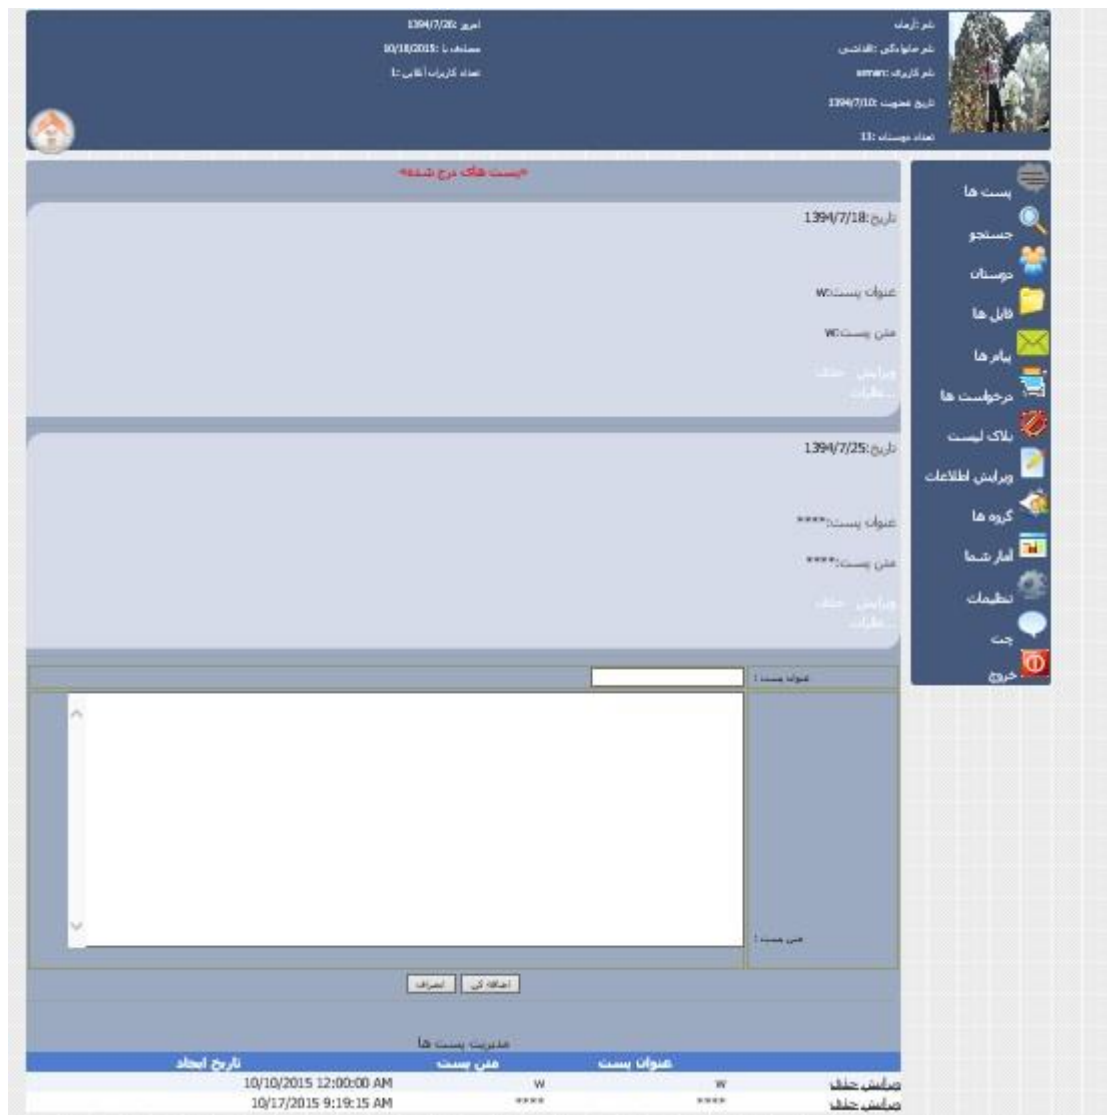 نام :آرمان
نام خانوادگی :
نام کاربری :arman
تاریخ عضویت :1394/7/10
تعداد دوستان :13
امروز :1394/7/26
مصادف با :10/18/2015
تعداد کاربران آنلاین :1
پست ها
جستجو
دوستان
فایل ها
پیام ها
درخواست ها
بلاک لیست
ویرایش اطلاعات
گروه ها
آمار شما
تنظیمات
چت
خروج
«پست های درج شده»
تاریخ:1394/7/18
عنوان پست:w
متن پست:w
ویرایش حذف
نظرات...
تاریخ:1394/7/25
عنوان پست:****
متن پست:****
ویرایش حذف
نظرات...
عنوان پست :
متن پست :
اضافه کن انصراف
مدیریت پست ها
عنوان پست متن پست تاریخ ایجاد
ویرایش حذف w w 10/10/2015 12:00:00 AM
ویرایش حذف **** **** 10/17/2015 9:19:15 AM